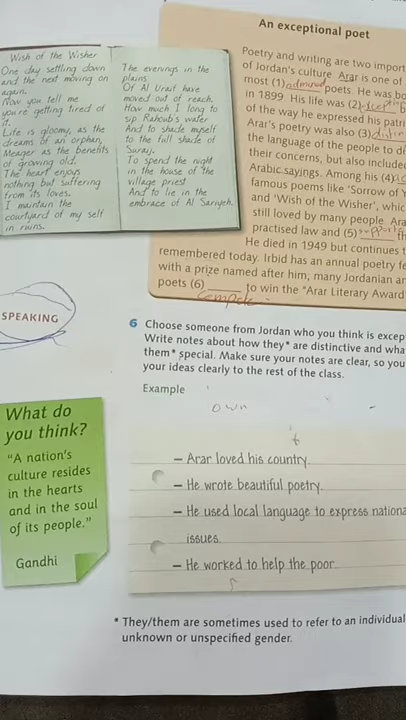 An exceptional poet
Wish of the Wisher
One day settling down
and the next moving on
again.
Now you tell me
you're getting tired of
it.
Life is gloomy, as the
dreams of an orphan,
Meager as the benefits
of growing old.
The heart enjoys
nothing but suffering
from its loves.
I maintain the
courtyard of my self
in ruins.
The evenings in the
plains
Of Al Urait have
moved out of reach.
How much I long to
sip Rahoub's water
And to shade myself
to the full shade of
Suraij.
To spend the night
in the house of the
village priest
And to lie in the
embrace of Al Sariyeh.
Poetry and writing are two import
of Jordan's culture. Arar is one of
most (1) admired poets. He was bo
in 1899. His life was (2)
of the way he expressed his patri
Arar's poetry was also (3)
the language of the people to di
their concerns, but also include
Arabic sayings. Among his (4)
famous poems like 'Sorrow of Y
and 'Wish of the Wisher', whic
still loved by many people. Ara
practised law and (5) th
He died in 1949 but continues t
remembered today. Irbid has an annual poetry fe
with a prize named after him; many Jordanian ar
poets (6) to win the "Arar Literary Award
compete
SPEAKING
6 Choose someone from Jordan who you think is excep
Write notes about how they* are distinctive and wha
them* special. Make sure your notes are clear, so you
your ideas clearly to the rest of the class.
Example
own
– Arar loved his country.
– He wrote beautiful poetry.
– He used local language to express nationa
issues.
– He worked to help the poor.
What do
you think?
"A nation's
culture resides
in the hearts
and in the soul
of its people."
Gandhi
* They/them are sometimes used to refer to an individual
unknown or unspecified gender.